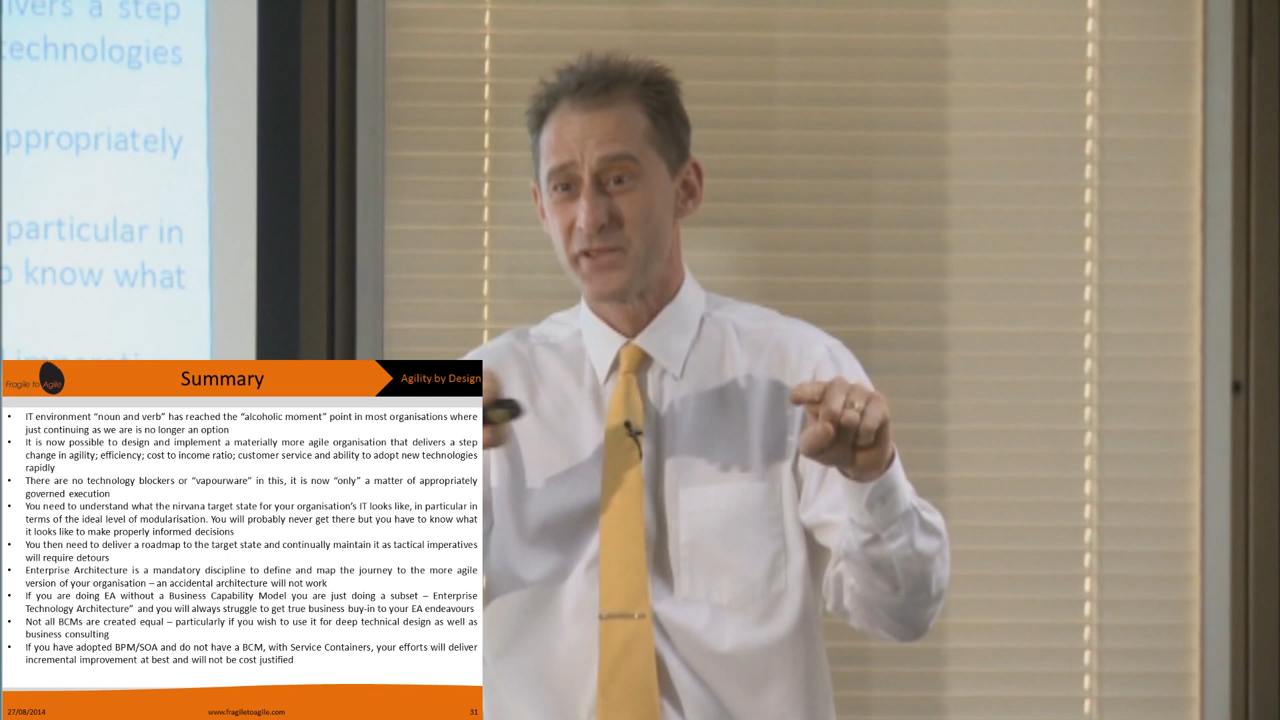 ivers a step
technologies
appropriately
particular in
o know what
Fragile to Agile
Summary
Agility by Design
• IT environment “noun and verb” has reached the “alcoholic moment” point in most organisations where
just continuing as we are is no longer an option
• It is now possible to design and implement a materially more agile organisation that delivers a step
change in agility; efficiency; cost to income ratio; customer service and ability to adopt new technologies
rapidly
• There are no technology blockers or “vapourware” in this, it is now “only” a matter of appropriately
governed execution
• You need to understand what the nirvana target state for your organisation’s IT looks like, in particular in
terms of the ideal level of modularisation. You will probably never get there but you have to know what
it looks like to make properly informed decisions
• You then need to deliver a roadmap to the target state and continually maintain it as tactical imperatives
will require detours
• Enterprise Architecture is a mandatory discipline to define and map the journey to the more agile
version of your organisation – an accidental architecture will not work
• If you are doing EA without a Business Capability Model you are just doing a subset – Enterprise
Technology Architecture” and you will always struggle to get true business buy-in to your EA endeavours
• Not all BCMs are created equal – particularly if you wish to use it for deep technical design as well as
business consulting
• If you have adopted BPM/SOA and do not have a BCM, with Service Containers, your efforts will deliver
incremental improvement at best and will not be cost justified
27/08/2014
www.fragiletoagile.com
31